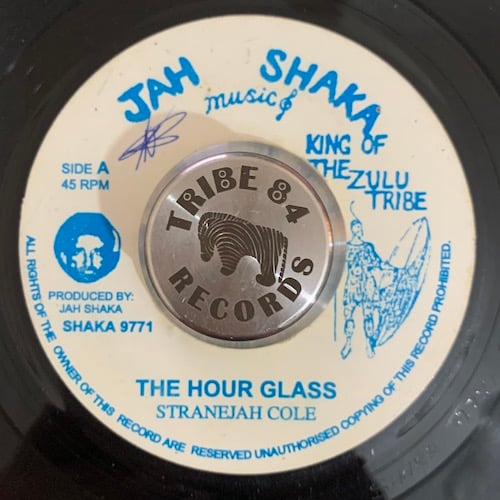 JAH SHAKA
music
KING OF
THE ZULU
TRIBE
SIDE A
45 RPM
TRIBE 84
RECORDS
PRODUCED BY:
JAH SHAKA
SHAKA 9771
THE HOUR GLASS
STRANEJAH COLE
ALL RIGHTS OF THE OWNER OF THIS RECORD ARE RESERVED UNAUTHORISED COPYING OF THIS RECORD PROHIBITED.